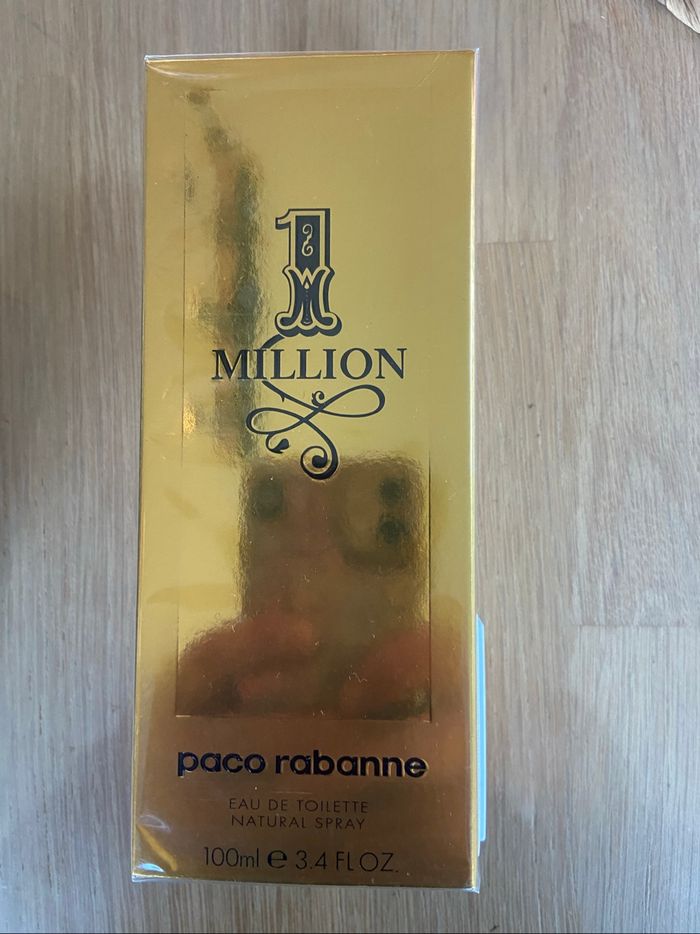 1
MILLION
paco rabanne
EAU DE TOILETTE
NATURAL SPRAY
100ml e 3.4 FL OZ.